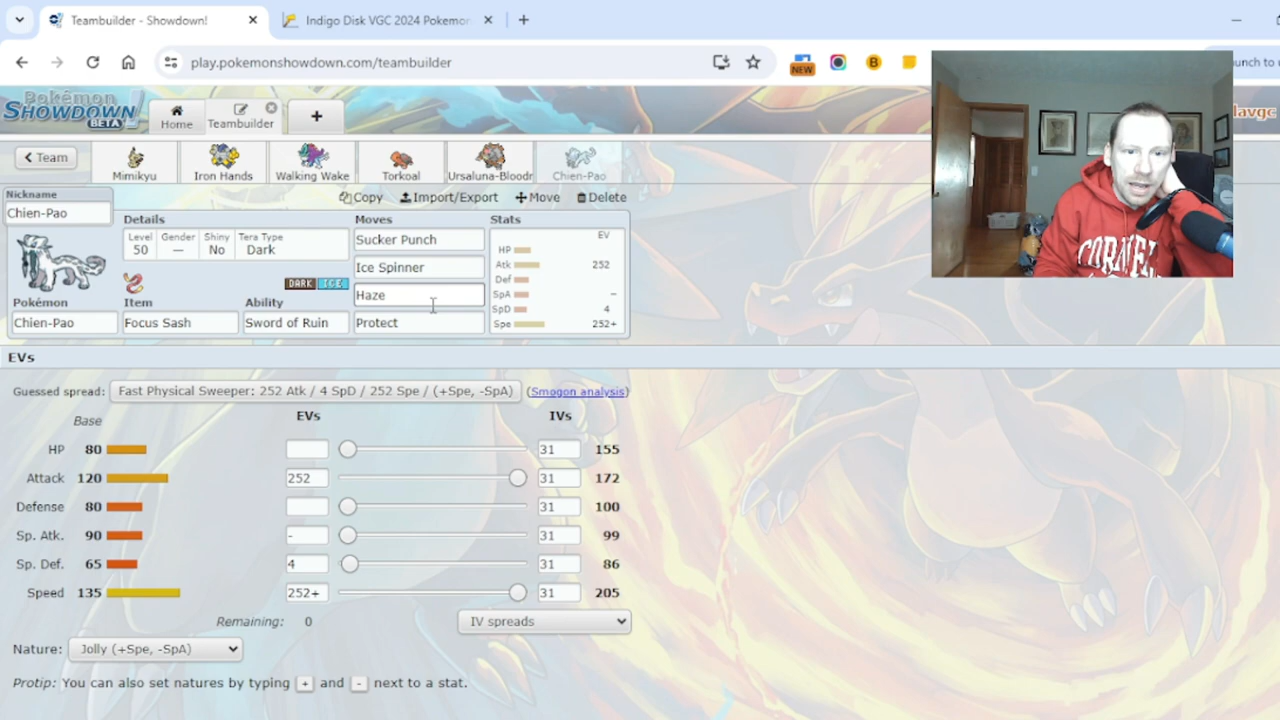 Teambuilder - Showdown!
Indigo Disk VGC 2024 Pokemon
play.pokemonshowdown.com/teambuilder
NEW
B
unch to u
Pokémon
SHOWDOWN!
BETA
Home
Teambuilder
+
lavgc
Team
Mimikyu
Iron Hands
Walking Wake
Torkoal
Ursaluna-Bloodr
Chien-Pao
Nickname
Chien-Pao
Copy
Import/Export
Move
Delete
Details
Level
50
Gender
—
Shiny
No
Tera Type
Dark
DARK ICE
Pokémon
Chien-Pao
Item
Focus Sash
Ability
Sword of Ruin
Moves
Sucker Punch
Ice Spinner
Haze
Protect
Stats
EV
HP
Atk 252
Def
SpA –
SpD 4
Spe 252+
CORNELL
EVs
Guessed spread: Fast Physical Sweeper: 252 Atk / 4 SpD / 252 Spe / (+Spe, -SpA) (Smogon analysis)
Base EVs IVs
HP 80 31 155
Attack 120 252 31 172
Defense 80 31 100
Sp. Atk. 90 - 31 99
Sp. Def. 65 4 31 86
Speed 135 252+ 31 205
Remaining: 0 IV spreads
Nature: Jolly (+Spe, -SpA)
Protip: You can also set natures by typing + and - next to a stat.